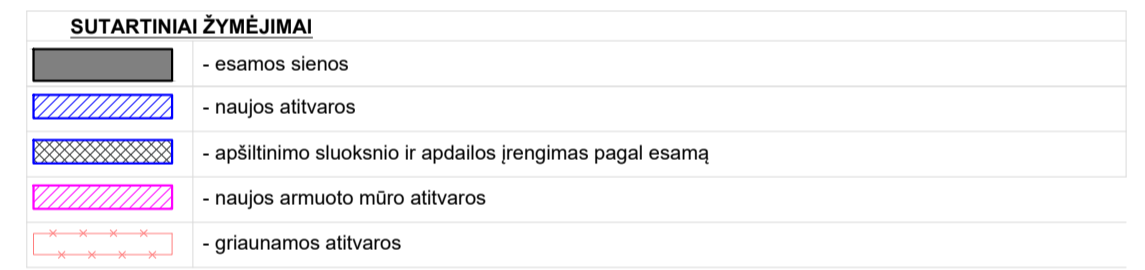 SUTARTINIAI ŽYMĖJIMAI
- esamos sienos
- naujos atitvaros
- apšiltinimo sluoksnio ir apdailos įrengimas pagal esamą
- naujos armuoto mūro atitvaros
- griaunamos atitvaros